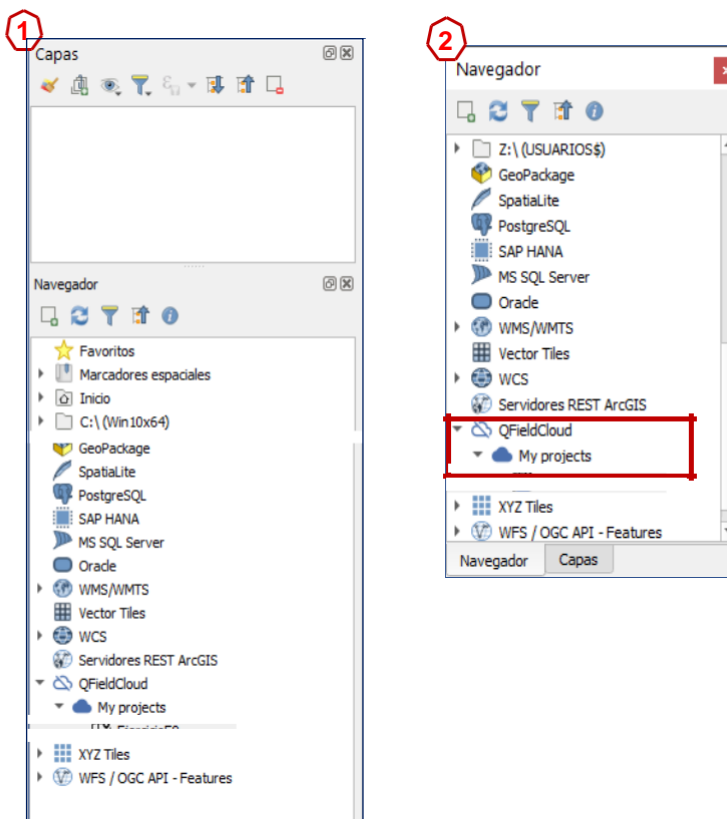 1
Capas
Navegador
Favoritos
Marcadores espaciales
Inicio
C:\ (Win10x64)
GeoPackage
SpatiaLite
PostgreSQL
SAP HANA
MS SQL Server
Oracle
WMS/WMTS
Vector Tiles
WCS
Servidores REST ArcGIS
QFieldCloud
My projects
XYZ Tiles
WFS / OGC API - Features
2
Navegador
Z:\ (USUARIOS$)
GeoPackage
SpatiaLite
PostgreSQL
SAP HANA
MS SQL Server
Oracle
WMS/WMTS
Vector Tiles
WCS
Servidores REST ArcGIS
QFieldCloud
My projects
XYZ Tiles
WFS / OGC API - Features
Navegador Capas